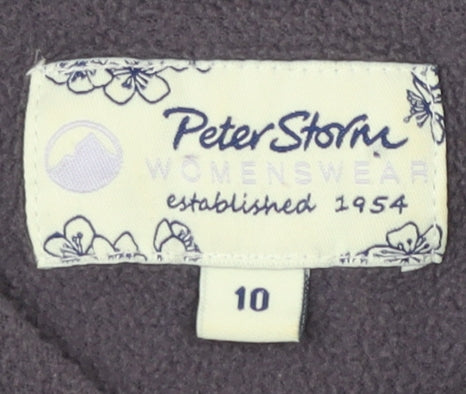 Peter Storm
WOMENSWEAR
established 1954
10